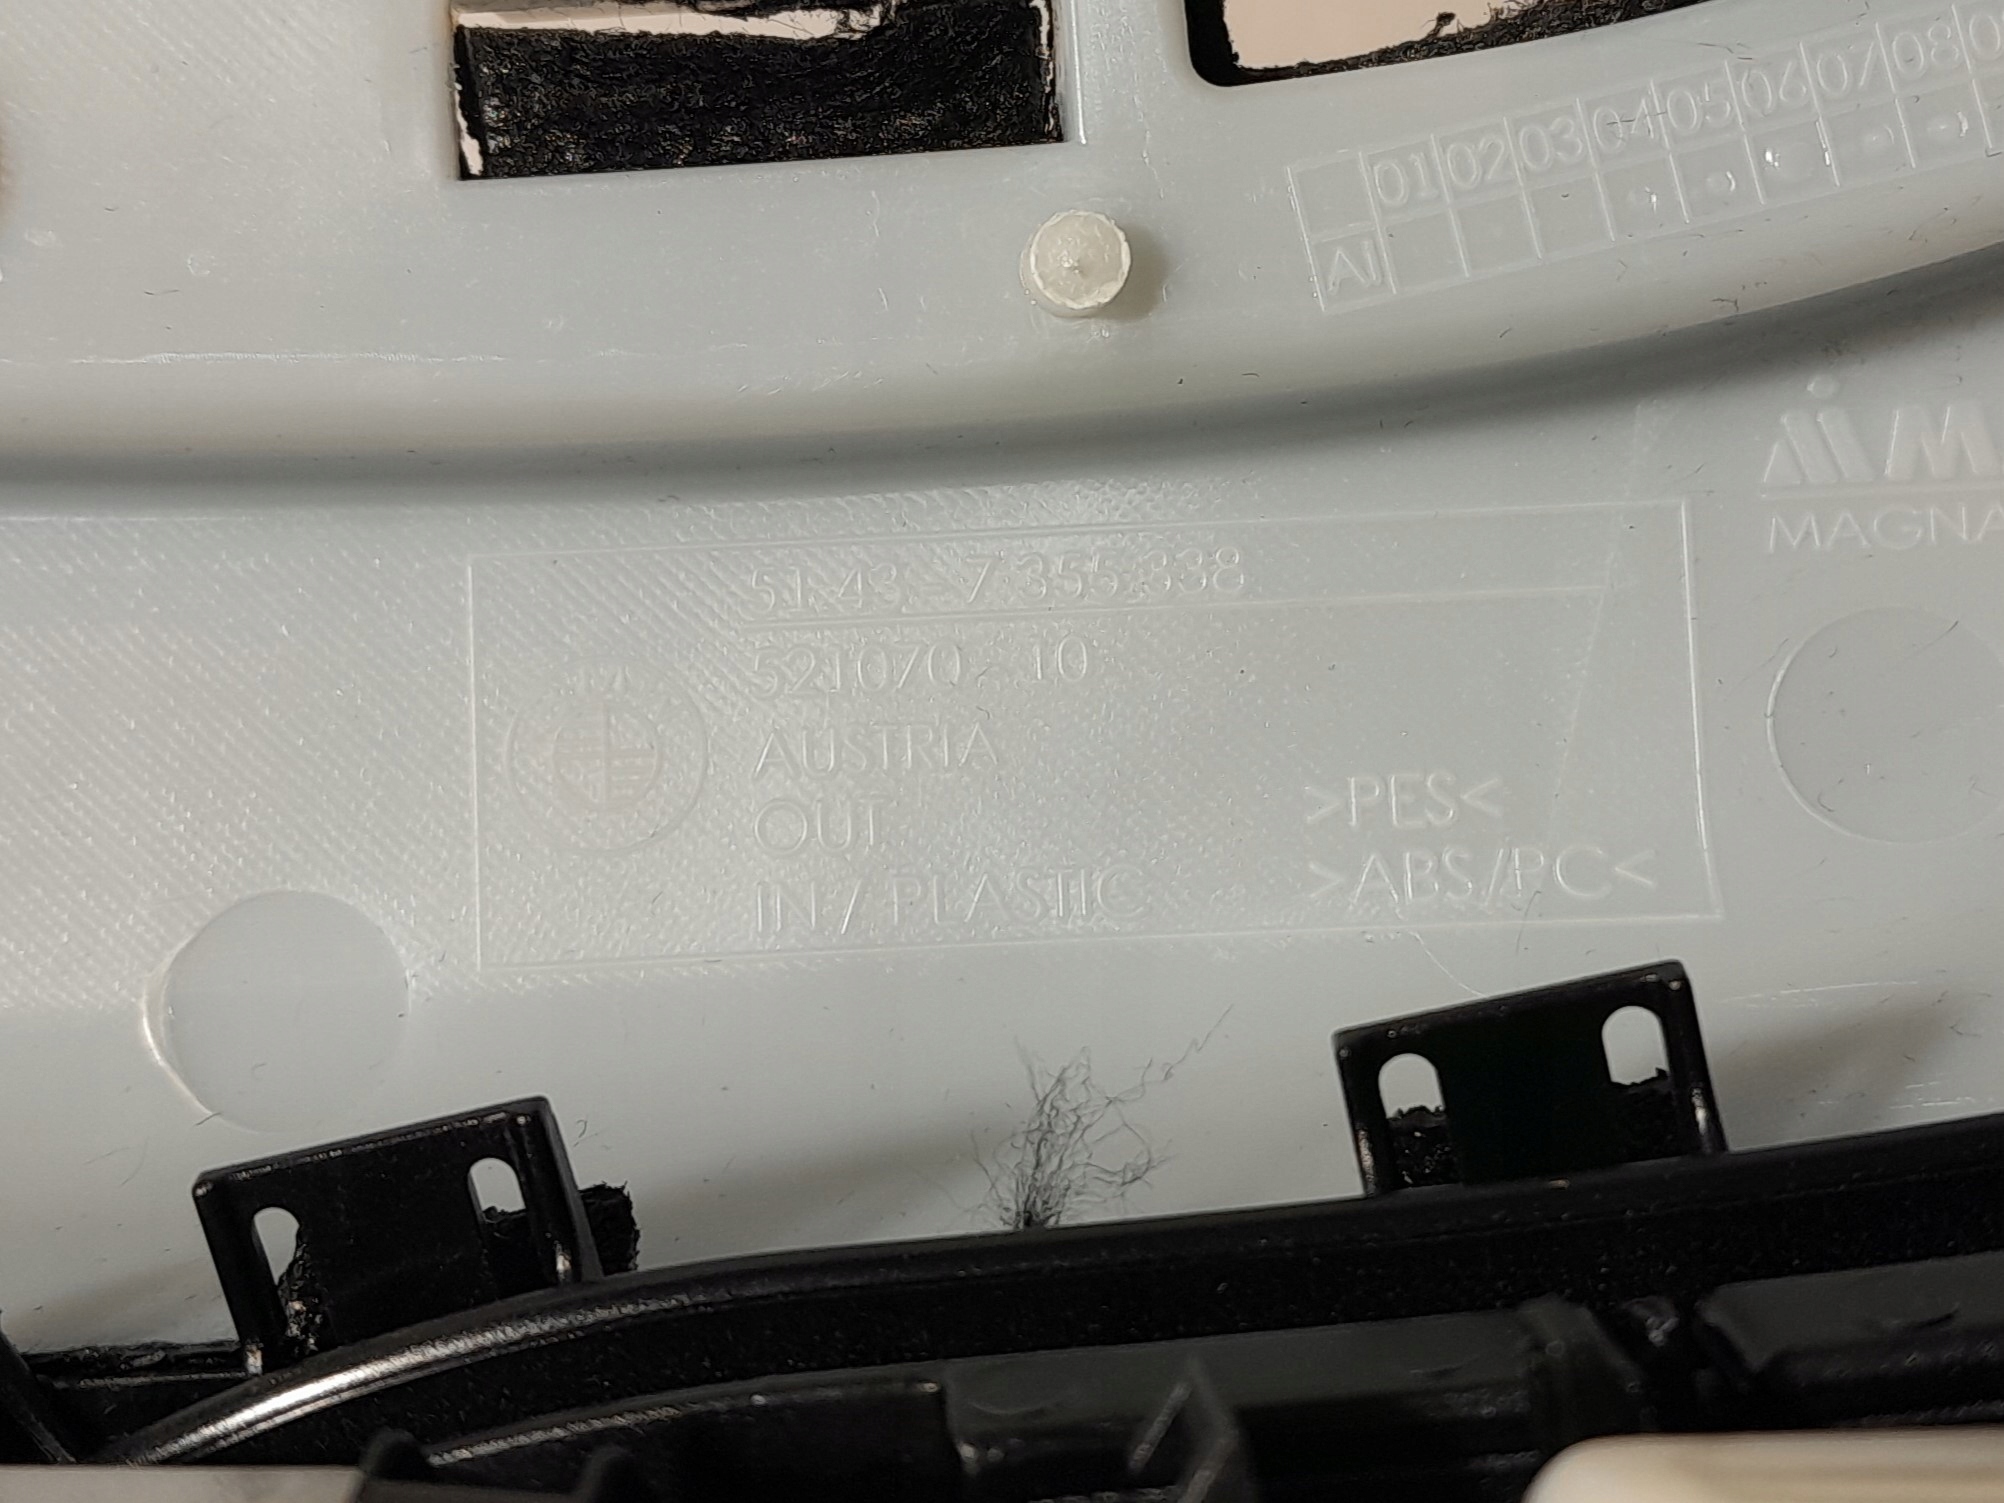 01 02 03 04 05 06 07 08
AI
MAGNA
51.43 - 7 355 338
521070 10
AUSTRIA
OUT
IN / PLASTIC
>PES<
>ABS/PC<